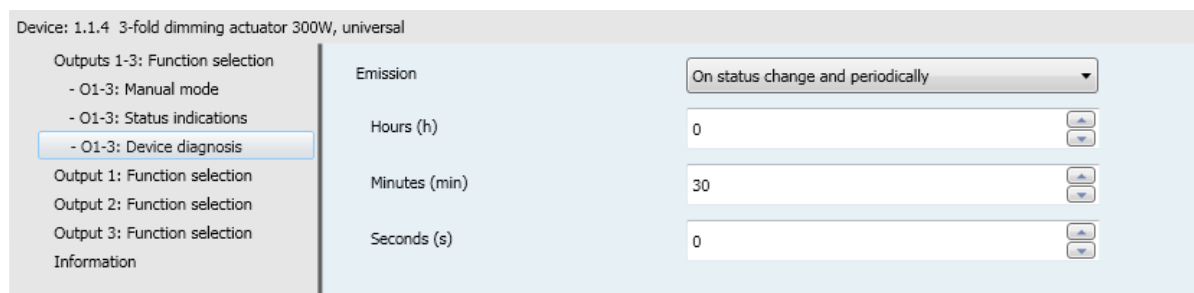 Device: 1.1.4  3-fold dimming actuator 300W, universal
Outputs 1-3: Function selection
- O1-3: Manual mode
- O1-3: Status indications
- O1-3: Device diagnosis
Output 1: Function selection
Output 2: Function selection
Output 3: Function selection
Information
Emission
On status change and periodically
Hours (h)
0
Minutes (min)
30
Seconds (s)
0